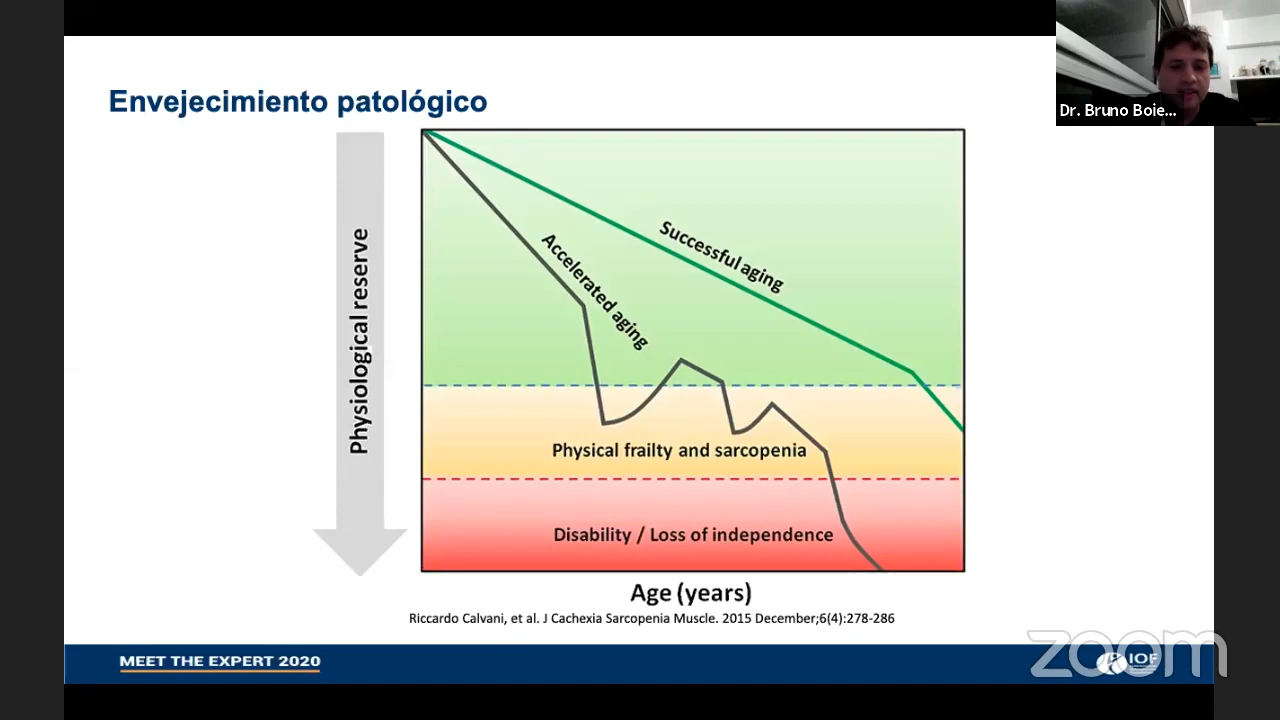 Dr. Bruno Boie...
Envejecimiento patológico
Physiological reserve
Successful aging
Accelerated aging
Physical frailty and sarcopenia
Disability / Loss of independence
Age (years)
Riccardo Calvani, et al. J Cachexia Sarcopenia Muscle. 2015 December;6(4):278-286
MEET THE EXPERT 2020
IOF
zoom